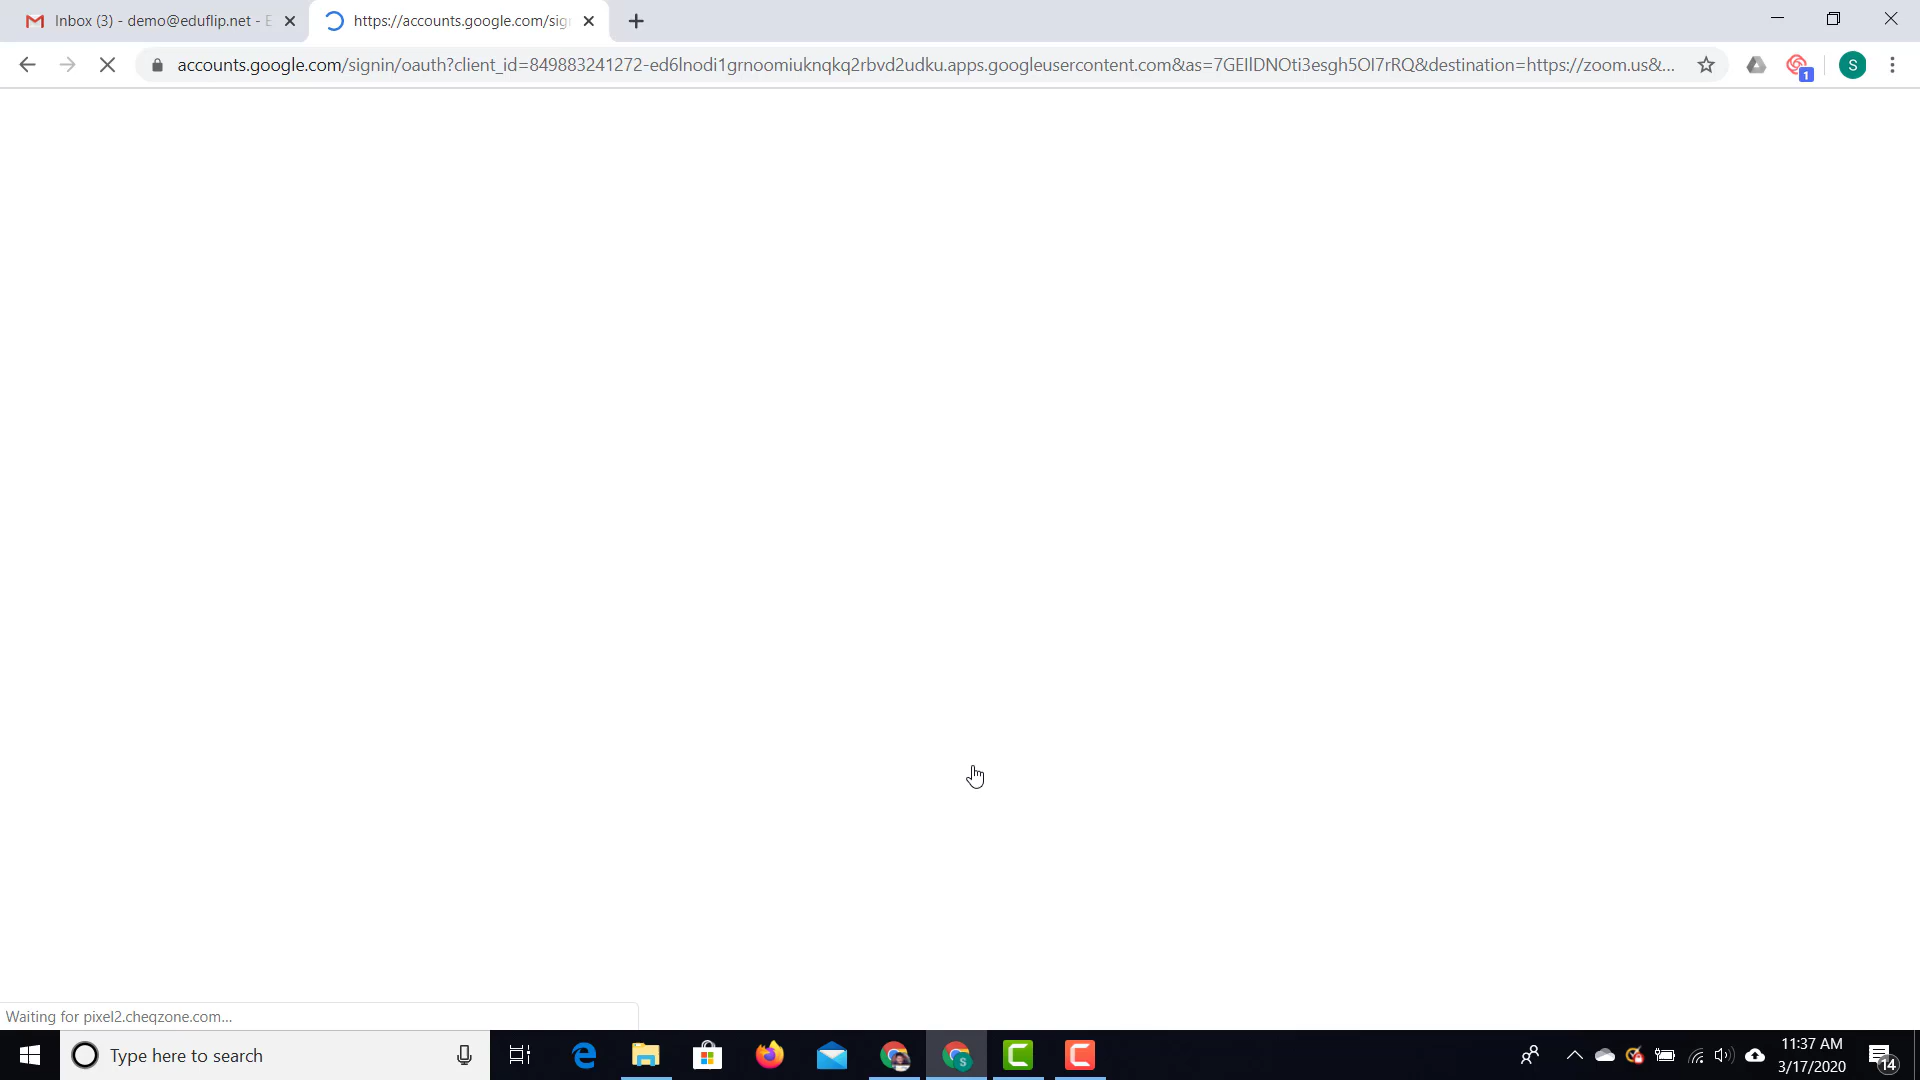 Inbox (3) - demo@eduflip.net - E
https://accounts.google.com/sig
accounts.google.com/signin/oauth?client_id=849883241272-ed6lnodi1grnoomiuknqkq2rbvd2udku.apps.googleusercontent.com&as=7GEIlDNOti3esgh5OI7rRQ&destination=https://zoom.us&...
1
S
Waiting for pixel2.cheqzone.com...
Type here to search
11:37 AM
3/17/2020
14